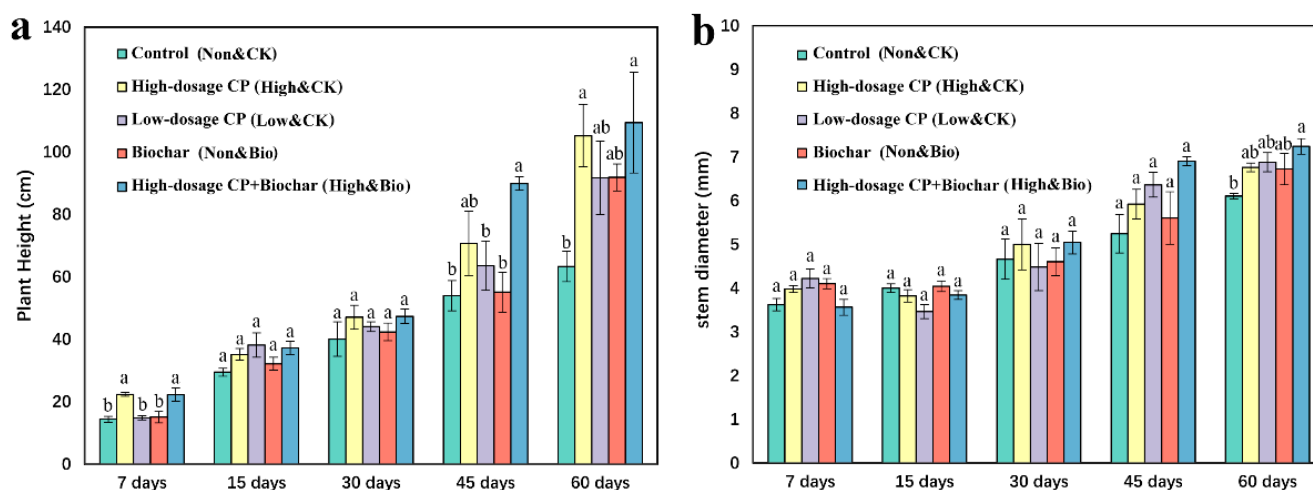 a
Plant Height (cm)
140
120
100
80
60
40
20
0
Control (Non&CK)
High-dosage CP (High&CK)
Low-dosage CP (Low&CK)
Biochar (Non&Bio)
High-dosage CP+Biochar (High&Bio)
b a b b a
a a a a a
a a a a a
b ab b b a
b a ab ab a
7 days 15 days 30 days 45 days 60 days
b
stem diameter (mm)
10
9
8
7
6
5
4
3
2
1
0
Control (Non&CK)
High-dosage CP (High&CK)
Low-dosage CP (Low&CK)
Biochar (Non&Bio)
High-dosage CP+Biochar (High&Bio)
a a a a a
a a a a a
a a a a a
a a a a a
b ab ab ab a
7 days 15 days 30 days 45 days 60 days